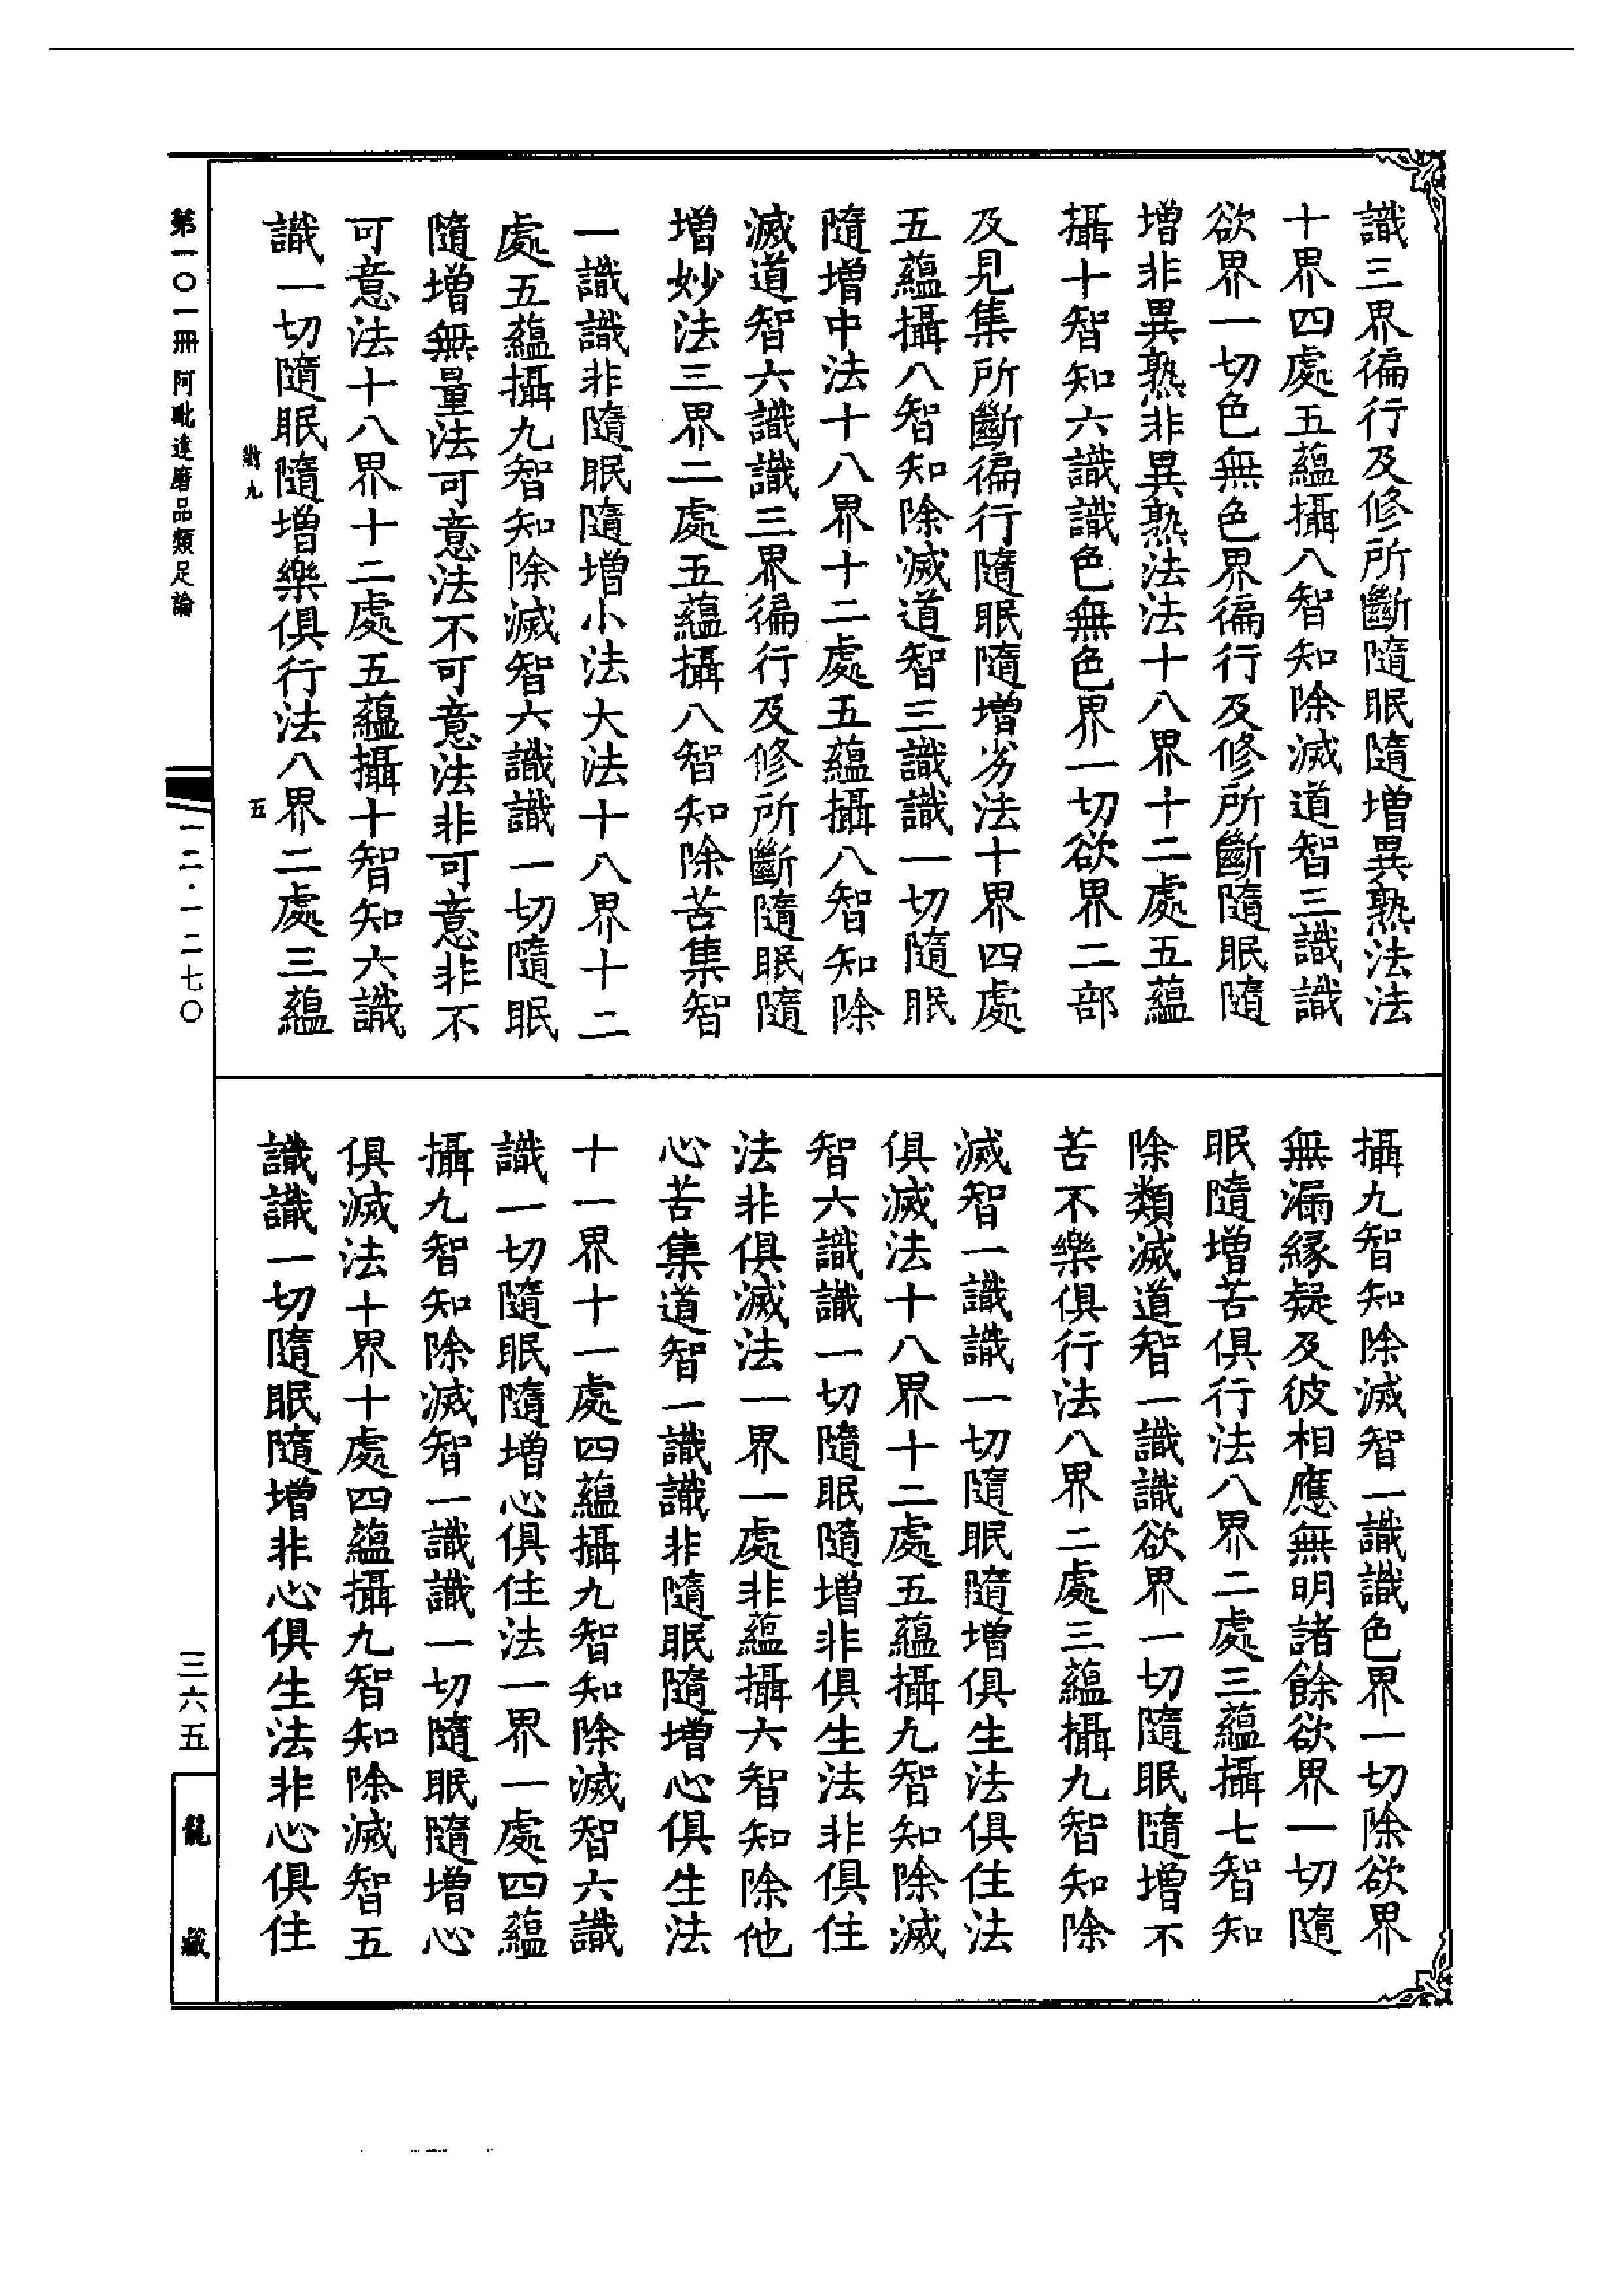 識三界徧行及修所斷隨眠隨增異熟法法
十界四處五蘊攝八智知除滅道智三識識
欲界一切色無色界徧行及修所斷隨眠隨
增非異熟非異熟法法十八界十二處五蘊
攝十智知六識識色無色界一切欲界二部
及見集所斷徧行隨眠隨增劣法十界四處
五蘊攝八智知除滅道智三識識一切隨眠
隨增中法十八界十二處五蘊攝八智知除
滅道智六識識三界徧行及修所斷隨眠隨
增妙法三界二處五蘊攝八智知除苦集智
一識識非隨眠隨增小法大法十八界十二
處五蘊攝九智知除滅智六識識一切隨眠
隨增無量法可意法不可意法非可意非不
可意法十八界十二處五蘊攝十智知六識
識一切隨眠隨增樂俱行法八界二處三蘊
攝九智知除滅智一識識色界一切除欲界
無漏緣疑及彼相應無明諸餘欲界一切隨
眠隨增苦俱行法八界二處三蘊攝七智知
除類滅道智一識識欲界一切隨眠隨增不
苦不樂俱行法八界二處三蘊攝九智知除
滅智一識識一切隨眠隨增俱生法俱住法
俱滅法十八界十二處五蘊攝九智知除滅
智六識識一切隨眠隨增非俱生法非俱住
法非俱滅法一界一處非蘊攝六智知除他
心苦集道智一識識非隨眠隨增心俱生法
十一界十一處四蘊攝九智知除滅智六識
識一切隨眠隨增心俱住法一界一處四蘊
攝九智知除滅智一識識一切隨眠隨增心
俱滅法十界十處四蘊攝九智知除滅智五
識識一切隨眠隨增非心俱生法非心俱住
第一〇一冊 阿毗達磨品類足論
九
五
一二·一二七〇
三六五
龍藏